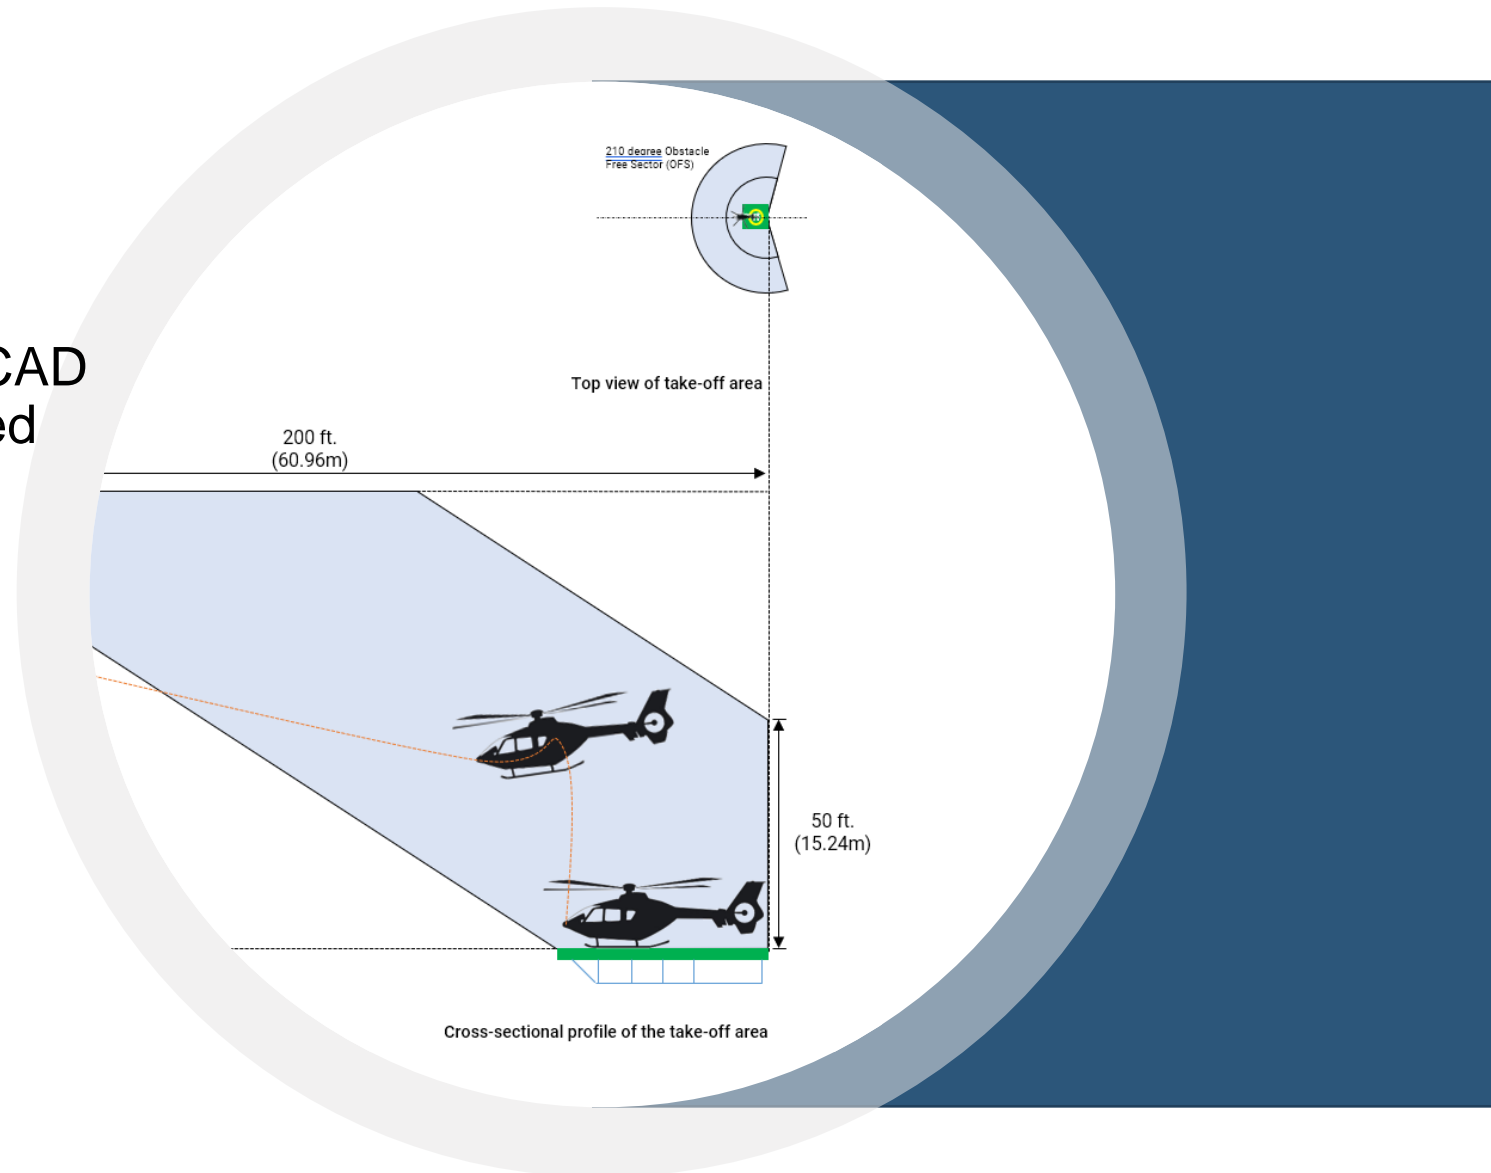 210 degree Obstacle
Free Sector (OFS)
CAD
ed
Top view of take-off area
200 ft.
(60.96m)
50 ft.
(15.24m)
Cross-sectional profile of the take-off area